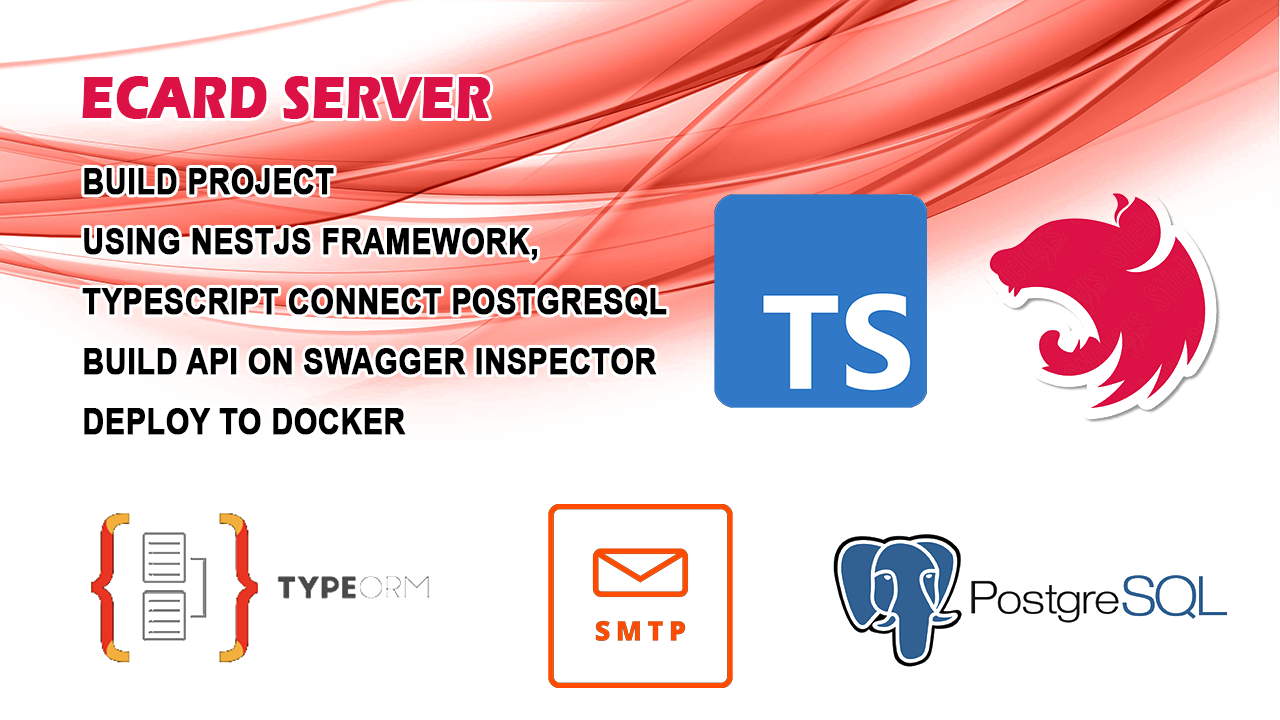 ECARD SERVER
BUILD PROJECT
USING NESTJS FRAMEWORK,
TYPESCRIPT CONNECT POSTGRESQL
BUILD API ON SWAGGER INSPECTOR
DEPLOY TO DOCKER
TS
TYPEORM
SMTP
PostgreSQL